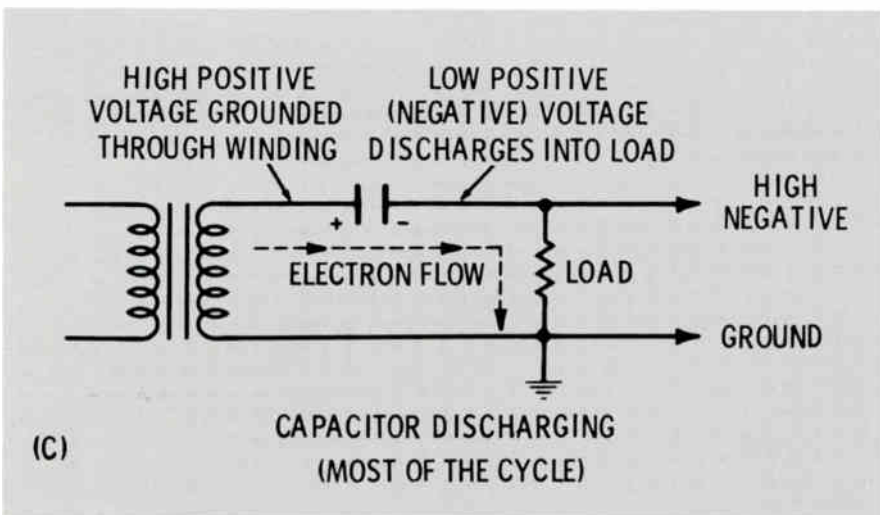 HIGH POSITIVE
VOLTAGE GROUNDED
THROUGH WINDING
LOW POSITIVE
(NEGATIVE) VOLTAGE
DISCHARGES INTO LOAD
HIGH
NEGATIVE
+ -
ELECTRON FLOW
LOAD
GROUND
CAPACITOR DISCHARGING
(MOST OF THE CYCLE)
(C)